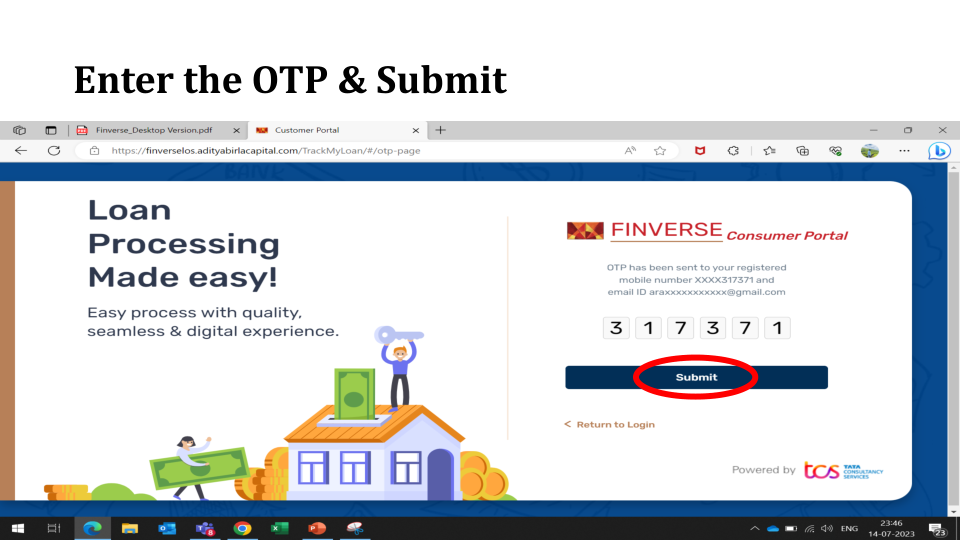 Enter the OTP & Submit
Finverse_Desktop Version.pdf
Customer Portal
https://finverselos.adityabirlacapital.com/TrackMyLoan/#/otp-page
Loan
Processing
Made easy!
Easy process with quality,
seamless & digital experience.
FINVERSE Consumer Portal
OTP has been sent to your registered
mobile number XXXX317371 and
email ID araxxxxxxxxxxx@gmail.com
3 1 7 3 7 1
Submit
< Return to Login
Powered by tcs TATA
CONSULTANCY
SERVICES
ENG
23:46
14-07-2023
23